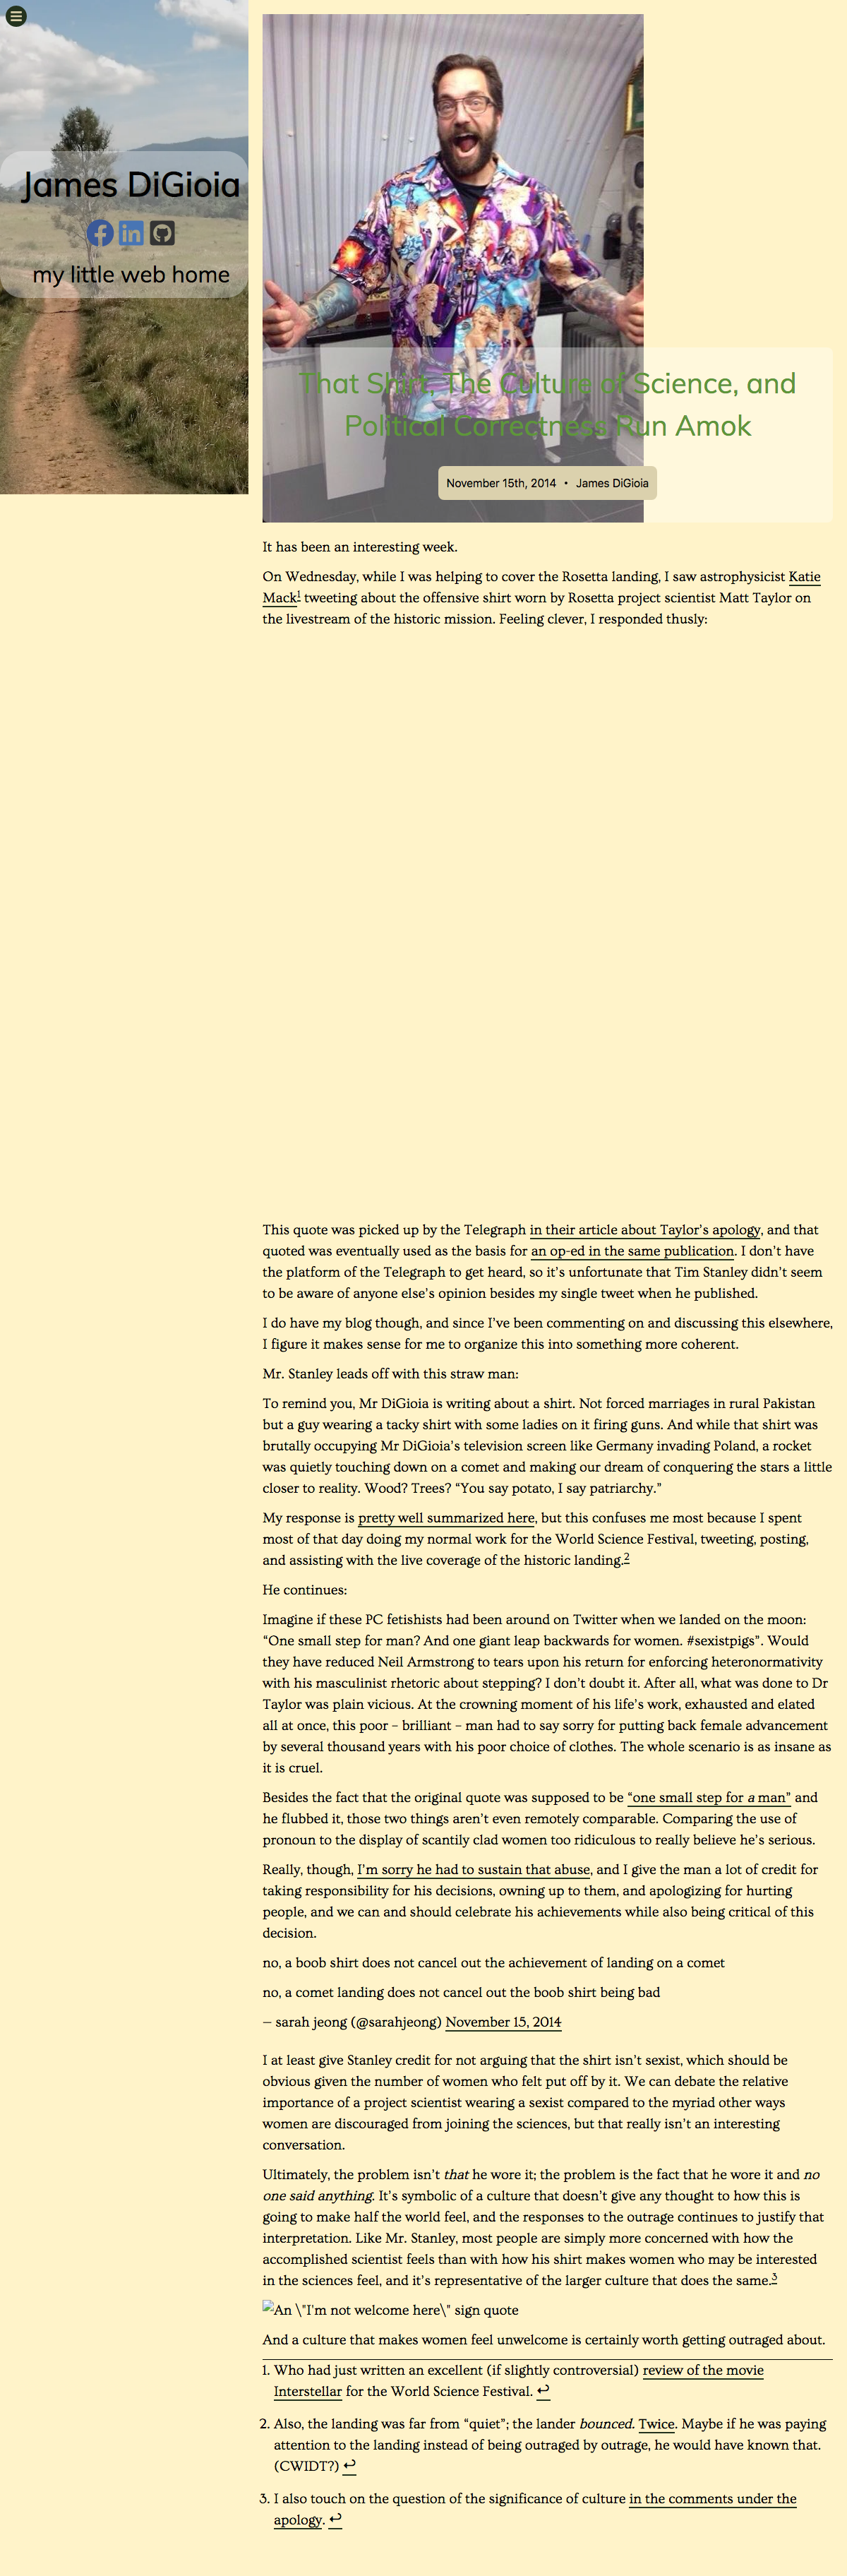 James DiGioia
my little web home
That Shirt, The Culture of Science, and
Political Correctness Run Amok
November 15th, 2014 • James DiGioia
It has been an interesting week.
On Wednesday, while I was helping to cover the Rosetta landing, I saw astrophysicist Katie
Mack1 tweeting about the offensive shirt worn by Rosetta project scientist Matt Taylor on
the livestream of the historic mission. Feeling clever, I responded thusly:
This quote was picked up by the Telegraph in their article about Taylor's apology, and that
quoted was eventually used as the basis for an op-ed in the same publication. I don't have
the platform of the Telegraph to get heard, so it's unfortunate that Tim Stanley didn't seem
to be aware of anyone else's opinion besides my single tweet when he published.
I do have my blog though, and since I've been commenting on and discussing this elsewhere,
I figure it makes sense for me to organize this into something more coherent.
Mr. Stanley leads off with this straw man:
To remind you, Mr DiGioia is writing about a shirt. Not forced marriages in rural Pakistan
but a guy wearing a tacky shirt with some ladies on it firing guns. And while that shirt was
brutally occupying Mr DiGioia's television screen like Germany invading Poland, a rocket
was quietly touching down on a comet and making our dream of conquering the stars a little
closer to reality. Wood? Trees? “You say potato, I say patriarchy.”
My response is pretty well summarized here, but this confuses me most because I spent
most of that day doing my normal work for the World Science Festival, tweeting, posting,
and assisting with the live coverage of the historic landing.2
He continues:
Imagine if these PC fetishists had been around on Twitter when we landed on the moon:
“One small step for man? And one giant leap backwards for women. #sexistpigs”. Would
they have reduced Neil Armstrong to tears upon his return for enforcing heteronormativity
with his masculinist rhetoric about stepping? I don't doubt it. After all, what was done to Dr
Taylor was plain vicious. At the crowning moment of his life's work, exhausted and elated
all at once, this poor – brilliant – man had to say sorry for putting back female advancement
by several thousand years with his poor choice of clothes. The whole scenario is as insane as
it is cruel.
Besides the fact that the original quote was supposed to be “one small step for a man” and
he flubbed it, those two things aren't even remotely comparable. Comparing the use of
pronoun to the display of scantily clad women too ridiculous to really believe he's serious.
Really, though, I'm sorry he had to sustain that abuse, and I give the man a lot of credit for
taking responsibility for his decisions, owning up to them, and apologizing for hurting
people, and we can and should celebrate his achievements while also being critical of this
decision.
no, a boob shirt does not cancel out the achievement of landing on a comet
no, a comet landing does not cancel out the boob shirt being bad
— sarah jeong (@sarahjeong) November 15, 2014
I at least give Stanley credit for not arguing that the shirt isn't sexist, which should be
obvious given the number of women who felt put off by it. We can debate the relative
importance of a project scientist wearing a sexist compared to the myriad other ways
women are discouraged from joining the sciences, but that really isn't an interesting
conversation.
Ultimately, the problem isn't that he wore it; the problem is the fact that he wore it and no
one said anything. It's symbolic of a culture that doesn't give any thought to how this is
going to make half the world feel, and the responses to the outrage continues to justify that
interpretation. Like Mr. Stanley, most people are simply more concerned with how the
accomplished scientist feels than with how his shirt makes women who may be interested
in the sciences feel, and it's representative of the larger culture that does the same.3
An \"I'm not welcome here\" sign quote
And a culture that makes women feel unwelcome is certainly worth getting outraged about.
1. Who had just written an excellent (if slightly controversial) review of the movie
Interstellar for the World Science Festival. ↩
2. Also, the landing was far from “quiet”; the lander bounced. Twice. Maybe if he was paying
attention to the landing instead of being outraged by outrage, he would have known that.
(CWIDT?) ↩
3. I also touch on the question of the significance of culture in the comments under the
apology. ↩